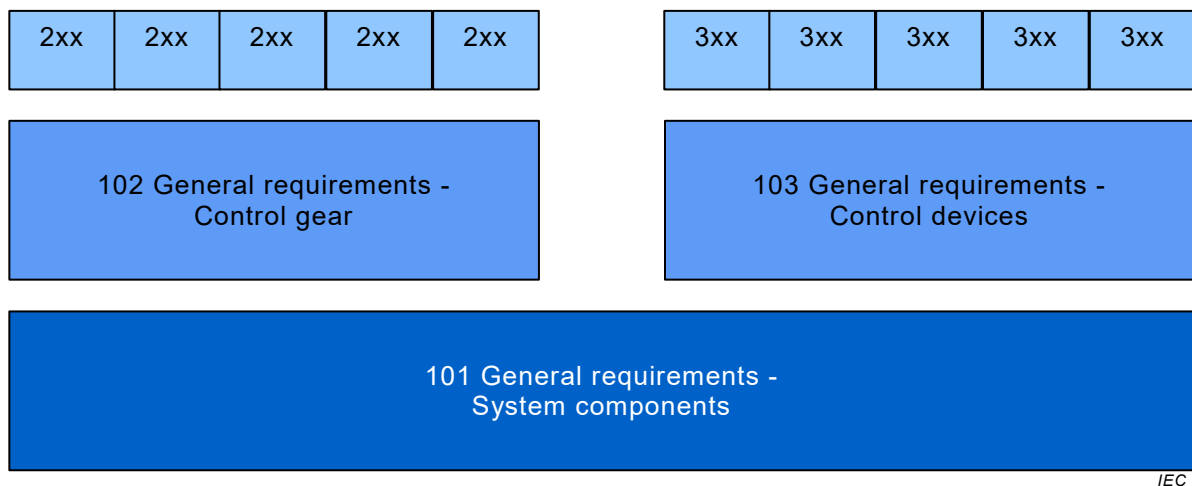 2xx 2xx 2xx 2xx 2xx 3xx 3xx 3xx 3xx 3xx
102 General requirements -
Control gear
103 General requirements -
Control devices
101 General requirements -
System components
IEC